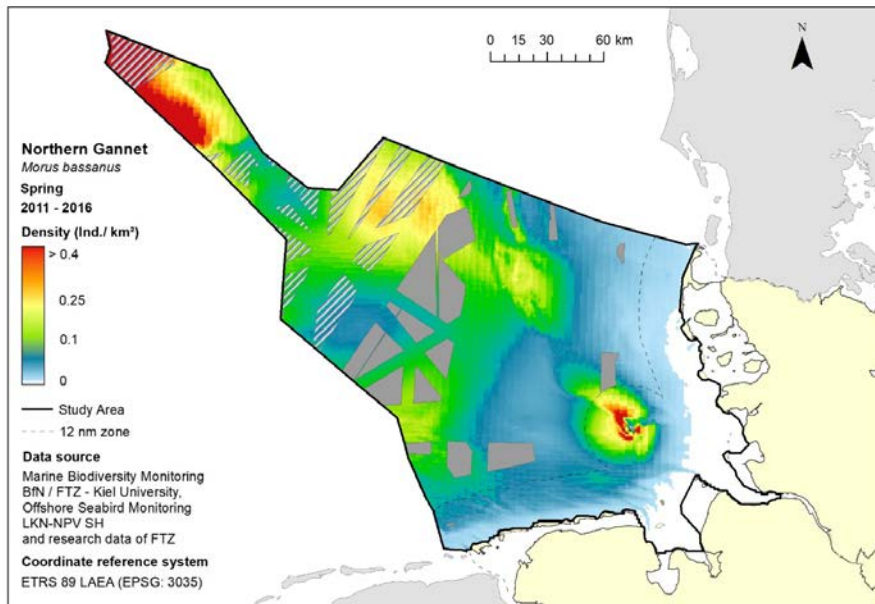 0 15 30 60 km
N
Northern Gannet
Morus bassanus
Spring
2011 - 2016
Density (Ind./ km²)
> 0.4
0.25
0.1
0
Study Area
12 nm zone
Data source
Marine Biodiversity Monitoring
BfN / FTZ - Kiel University,
Offshore Seabird Monitoring
LKN-NPV SH
and research data of FTZ
Coordinate reference system
ETRS 89 LAEA (EPSG: 3035)